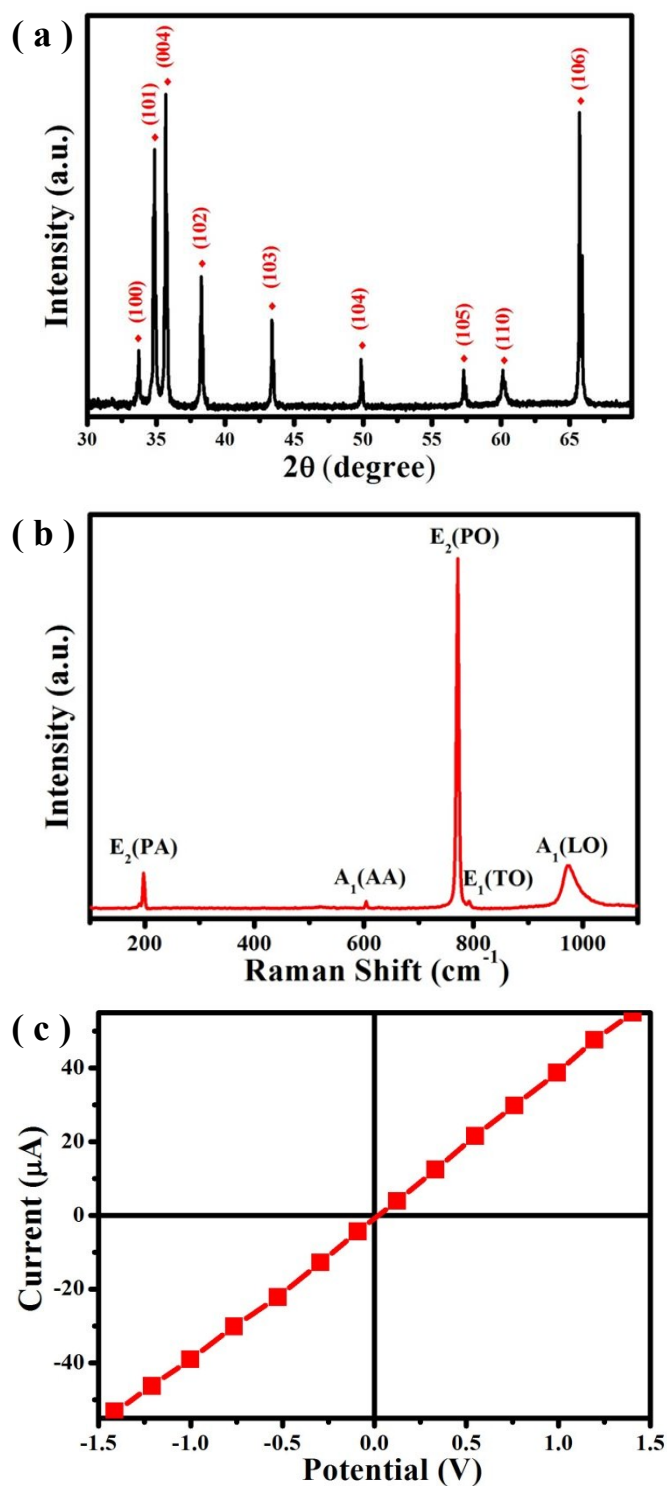 ( a )
(100)
(101)
(004)
(102)
(103)
(104)
(105)
(110)
(106)
Intensity (a.u.)
30 35 40 45 50 55 60 65
2θ (degree)
( b )
E₂(PA)
A₁(AA)
E₂(PO)
E₁(TO)
A₁(LO)
Intensity (a.u.)
200 400 600 800 1000
Raman Shift (cm⁻¹)
( c )
Current (μA)
40
20
0
-20
-40
-1.5 -1.0 -0.5 0.0 0.5 1.0 1.5
Potential (V)